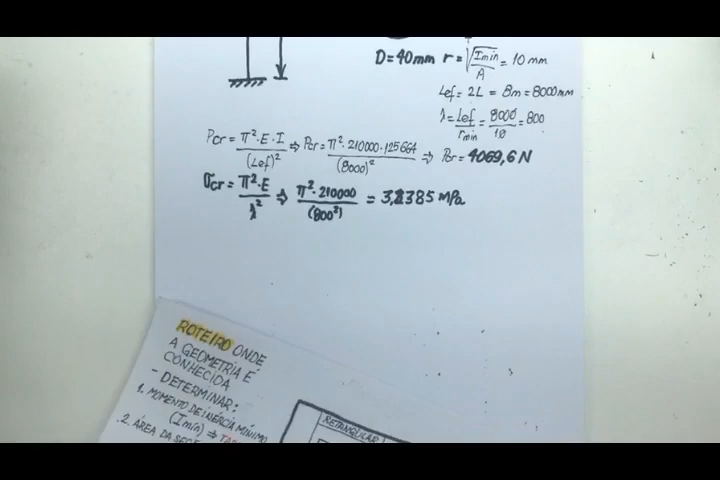 D = 40mm r = √Imin/A = 10 mm
Lef = 2L = 8m = 8000mm
λ = Lef/rmin = 8000/10 = 800
Pcr = π²·E·I/(Lef)² ⇒ Pcr = π²·210000·125664/(8000)² ⇒ Pcr = 4069,6 N
σcr = π²·E/λ² ⇒ π²·210000/(800²) = 3,2385 MPa
ROTEIRO ONDE
A GEOMETRIA É
CONHECIDA
- DETERMINAR:
1. MOMENTO DE INÉRCIA MÍNIMO
(Imín) ⇒
2. ÁREA DA
RETANGULAR